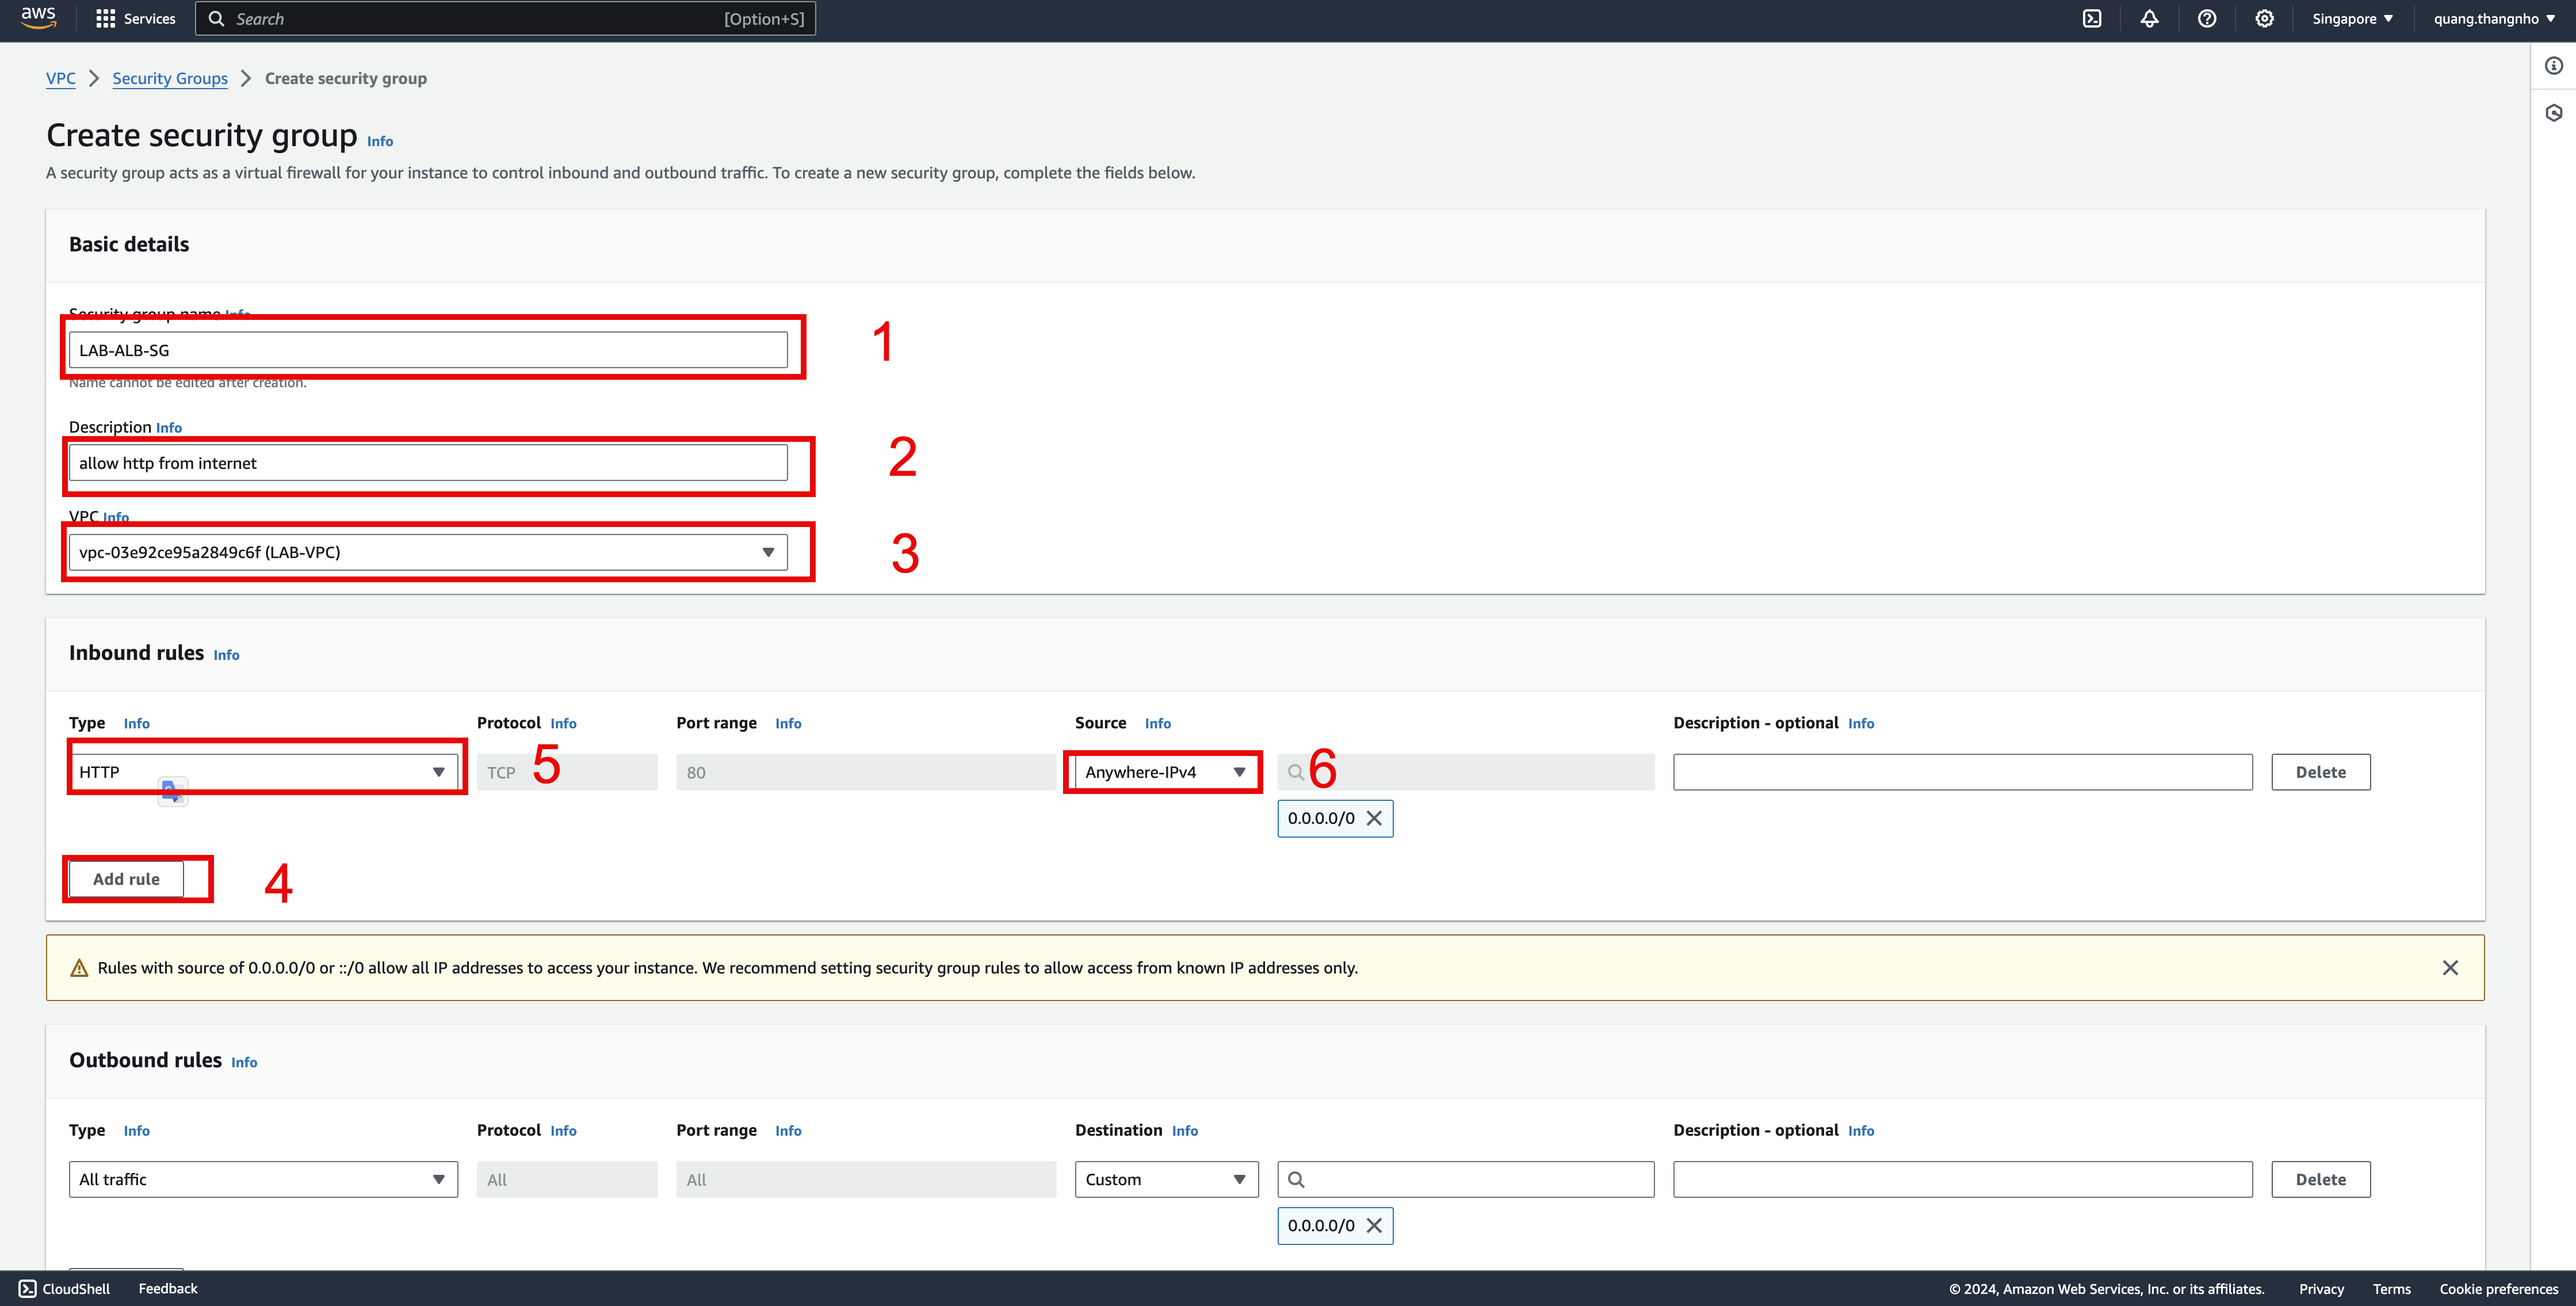 aws Services Search [Option+S] Singapore quang.thangnho
VPC Security Groups Create security group
Create security group Info
A security group acts as a virtual firewall for your instance to control inbound and outbound traffic. To create a new security group, complete the fields below.
Basic details
Security group name Info
LAB-ALB-SG 1
Name cannot be edited after creation.
Description Info
allow http from internet 2
VPC Info
vpc-03e92ce95a2849c6f (LAB-VPC) 3
Inbound rules Info
Type Info Protocol Info Port range Info Source Info Description - optional Info
HTTP TCP 5 80 Anywhere-IPv4 6 Delete
0.0.0.0/0
Add rule 4
Rules with source of 0.0.0.0/0 or ::/0 allow all IP addresses to access your instance. We recommend setting security group rules to allow access from known IP addresses only.
Outbound rules Info
Type Info Protocol Info Port range Info Destination Info Description - optional Info
All traffic All All Custom Delete
0.0.0.0/0
CloudShell Feedback © 2024, Amazon Web Services, Inc. or its affiliates. Privacy Terms Cookie preferences